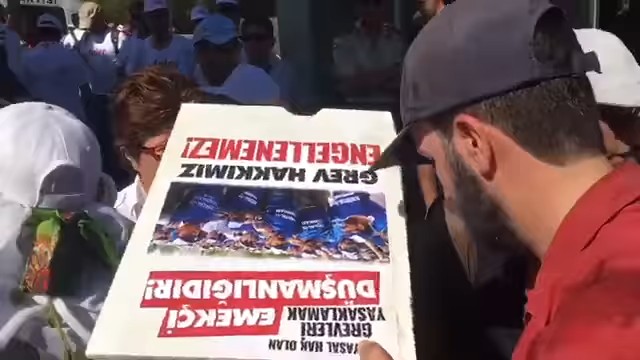 YASAL HAK OLAN
GREVLERİ
YASAKLAMAK
EMEKÇİ
DÜŞMANLIĞIDIR!
GREV HAKKIMIZ
ENGELLENEMEZ!